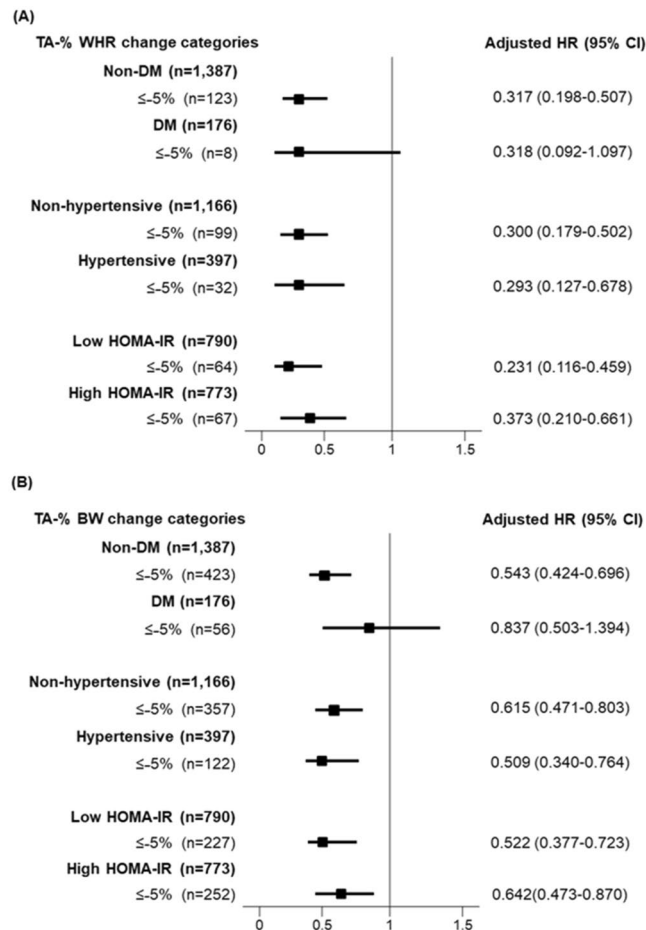 (A)
TA-% WHR change categories Adjusted HR (95% CI)
Non-DM (n=1,387)
≤-5% (n=123) 0.317 (0.198-0.507)
DM (n=176)
≤-5% (n=8) 0.318 (0.092-1.097)
Non-hypertensive (n=1,166)
≤-5% (n=99) 0.300 (0.179-0.502)
Hypertensive (n=397)
≤-5% (n=32) 0.293 (0.127-0.678)
Low HOMA-IR (n=790)
≤-5% (n=64) 0.231 (0.116-0.459)
High HOMA-IR (n=773)
≤-5% (n=67) 0.373 (0.210-0.661)
0 0.5 1 1.5
(B)
TA-% BW change categories Adjusted HR (95% CI)
Non-DM (n=1,387)
≤-5% (n=423) 0.543 (0.424-0.696)
DM (n=176)
≤-5% (n=56) 0.837 (0.503-1.394)
Non-hypertensive (n=1,166)
≤-5% (n=357) 0.615 (0.471-0.803)
Hypertensive (n=397)
≤-5% (n=122) 0.509 (0.340-0.764)
Low HOMA-IR (n=790)
≤-5% (n=227) 0.522 (0.377-0.723)
High HOMA-IR (n=773)
≤-5% (n=252) 0.642(0.473-0.870)
0 0.5 1 1.5